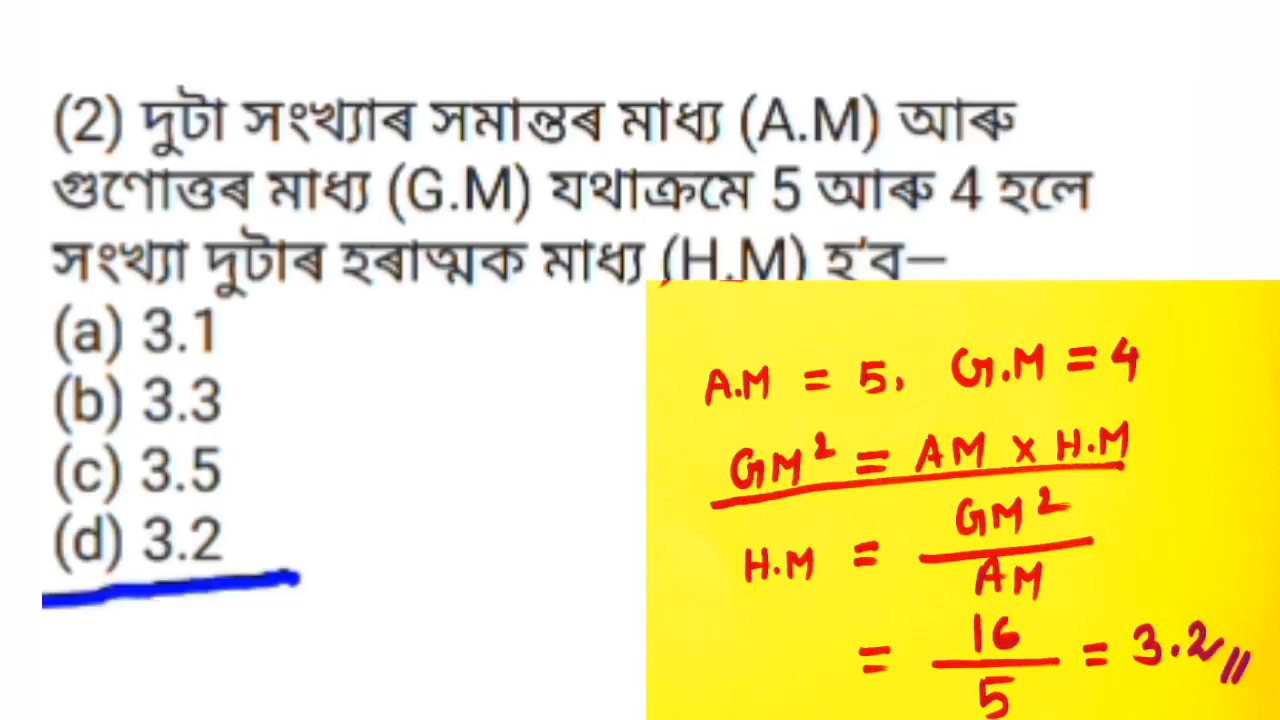 (2) দুটা সংখ্যাৰ সমান্তৰ মাধ্য (A.M) আৰু
গুণোত্তৰ মাধ্য (G.M) যথাক্ৰমে 5 আৰু 4 হলে
সংখ্যা দুটাৰ হৰাত্মক মাধ্য (H.M) হ'ব—
(a) 3.1
(b) 3.3
(c) 3.5
(d) 3.2
A.M = 5, G.M = 4
GM² = AM × H.M
H.M = GM²
AM
= 16
5
= 3.2